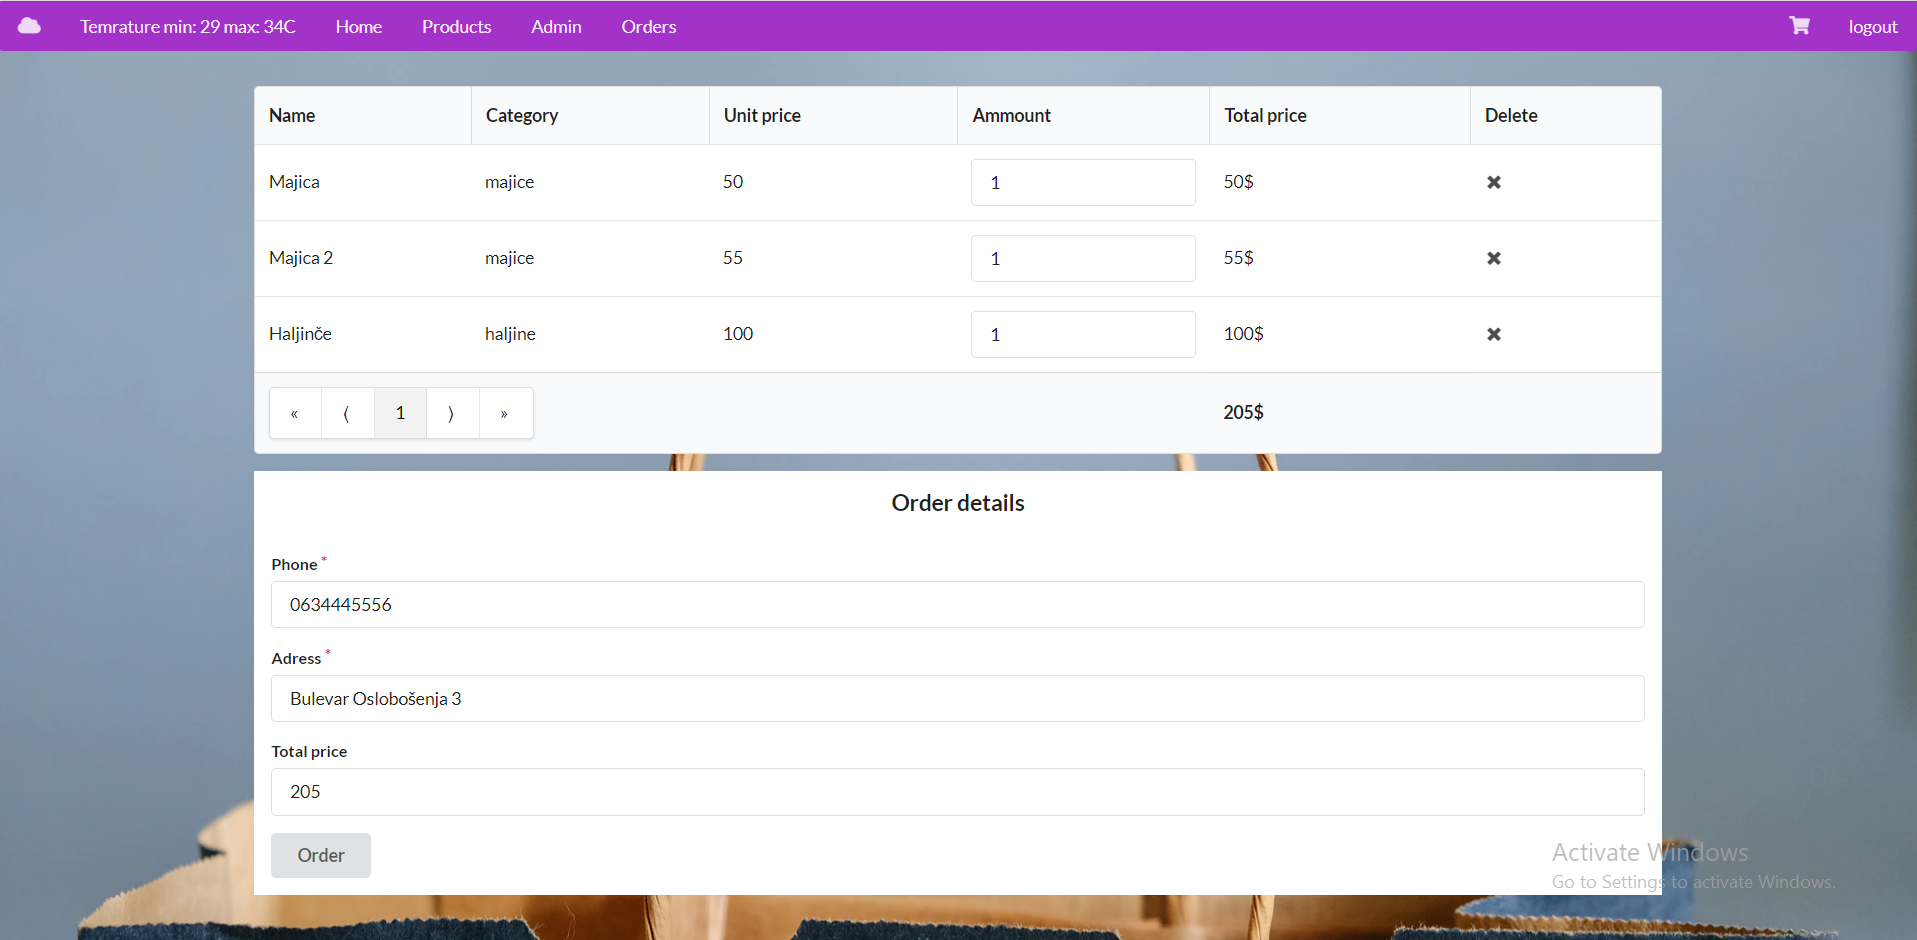 Temrature min: 29 max: 34C Home Products Admin Orders logout
Name Category Unit price Ammount Total price Delete
Majica majice 50 1 50$ ✖
Majica 2 majice 55 1 55$ ✖
Haljinče haljine 100 1 100$ ✖
« ⟨ 1 ⟩ » 205$
Order details
Phone *
0634445556
Adress *
Bulevar Oslobošenja 3
Total price
205
Order
Activate Windows
Go to Settings to activate Windows.